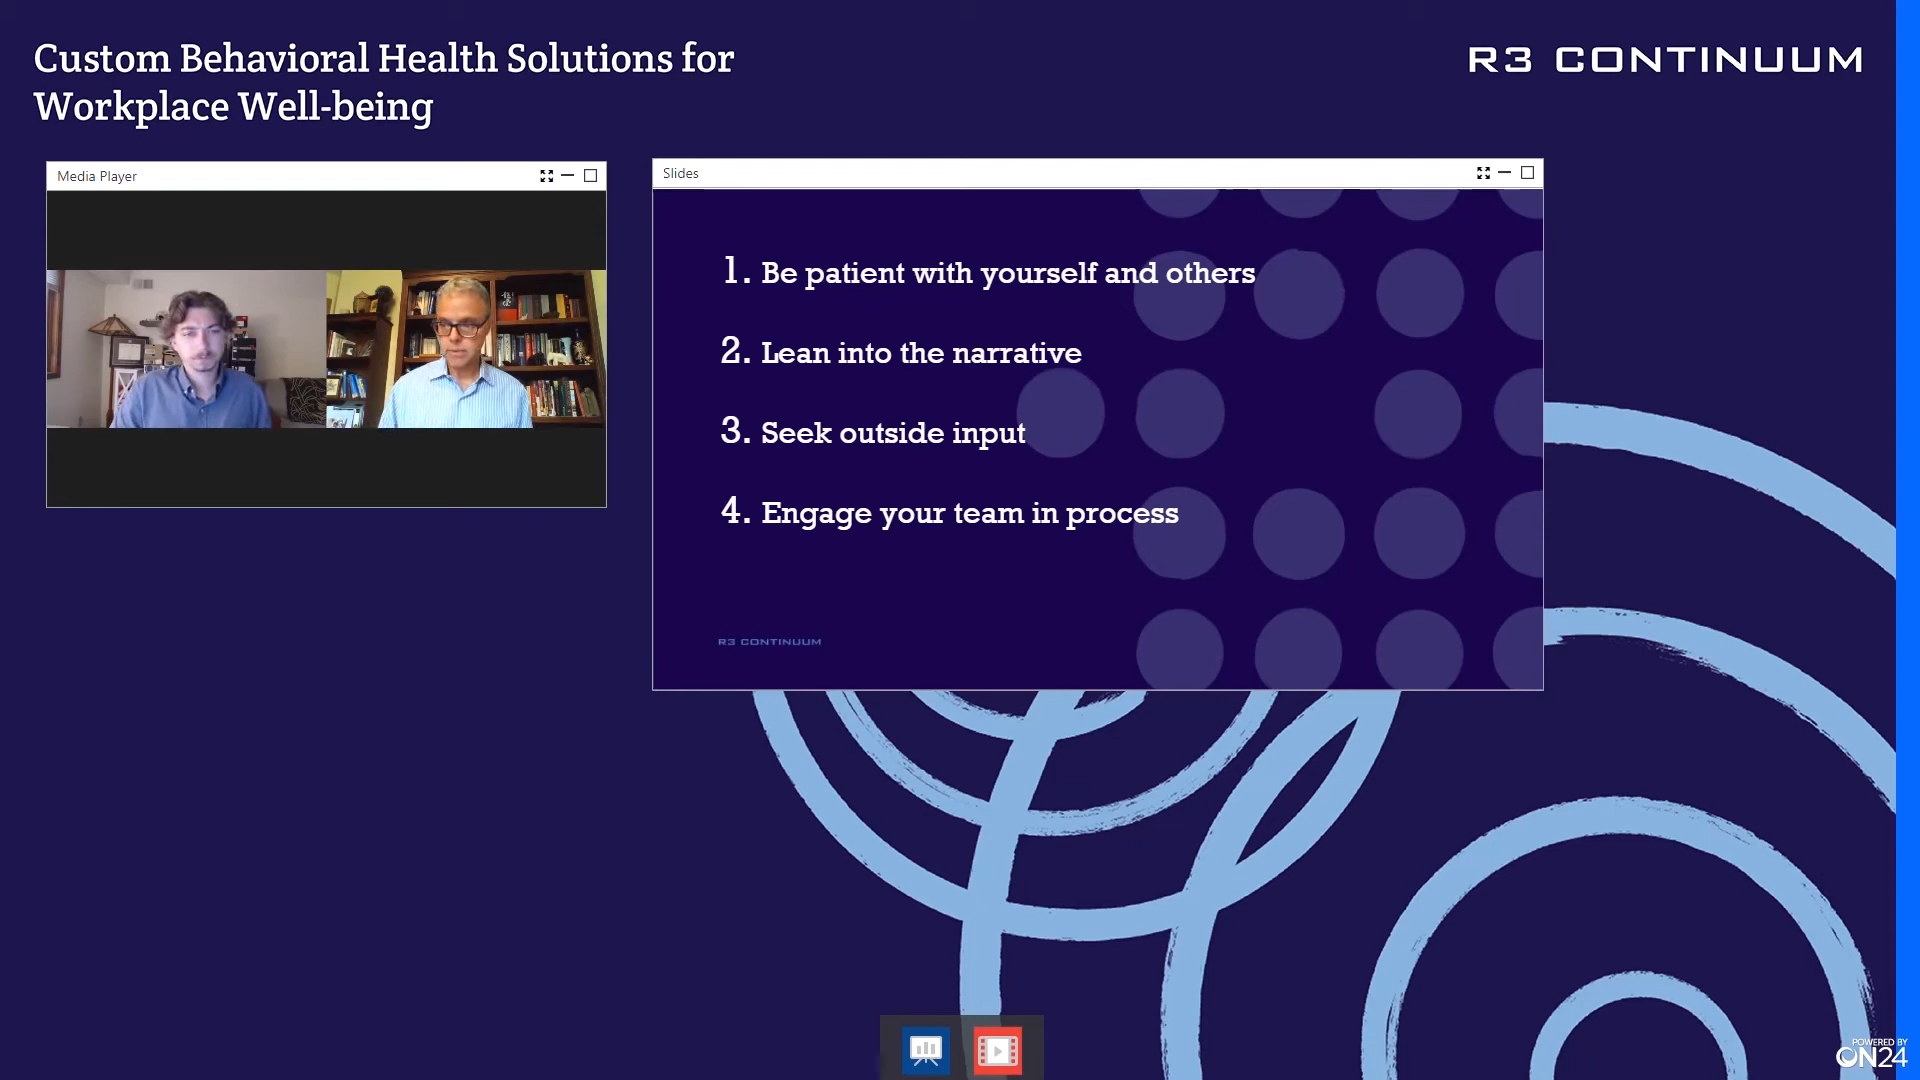 Custom Behavioral Health Solutions for
Workplace Well-being
R3 CONTINUUM
Media Player
Slides
1. Be patient with yourself and others
2. Lean into the narrative
3. Seek outside input
4. Engage your team in process
R3 CONTINUUM
POWERED BY
ON24